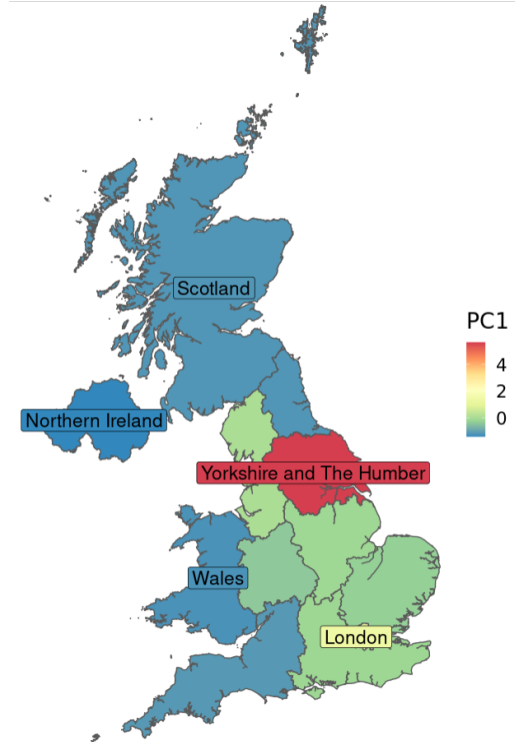 Scotland
PC1
4
2
0
Northern Ireland
Yorkshire and The Humber
Wales
London